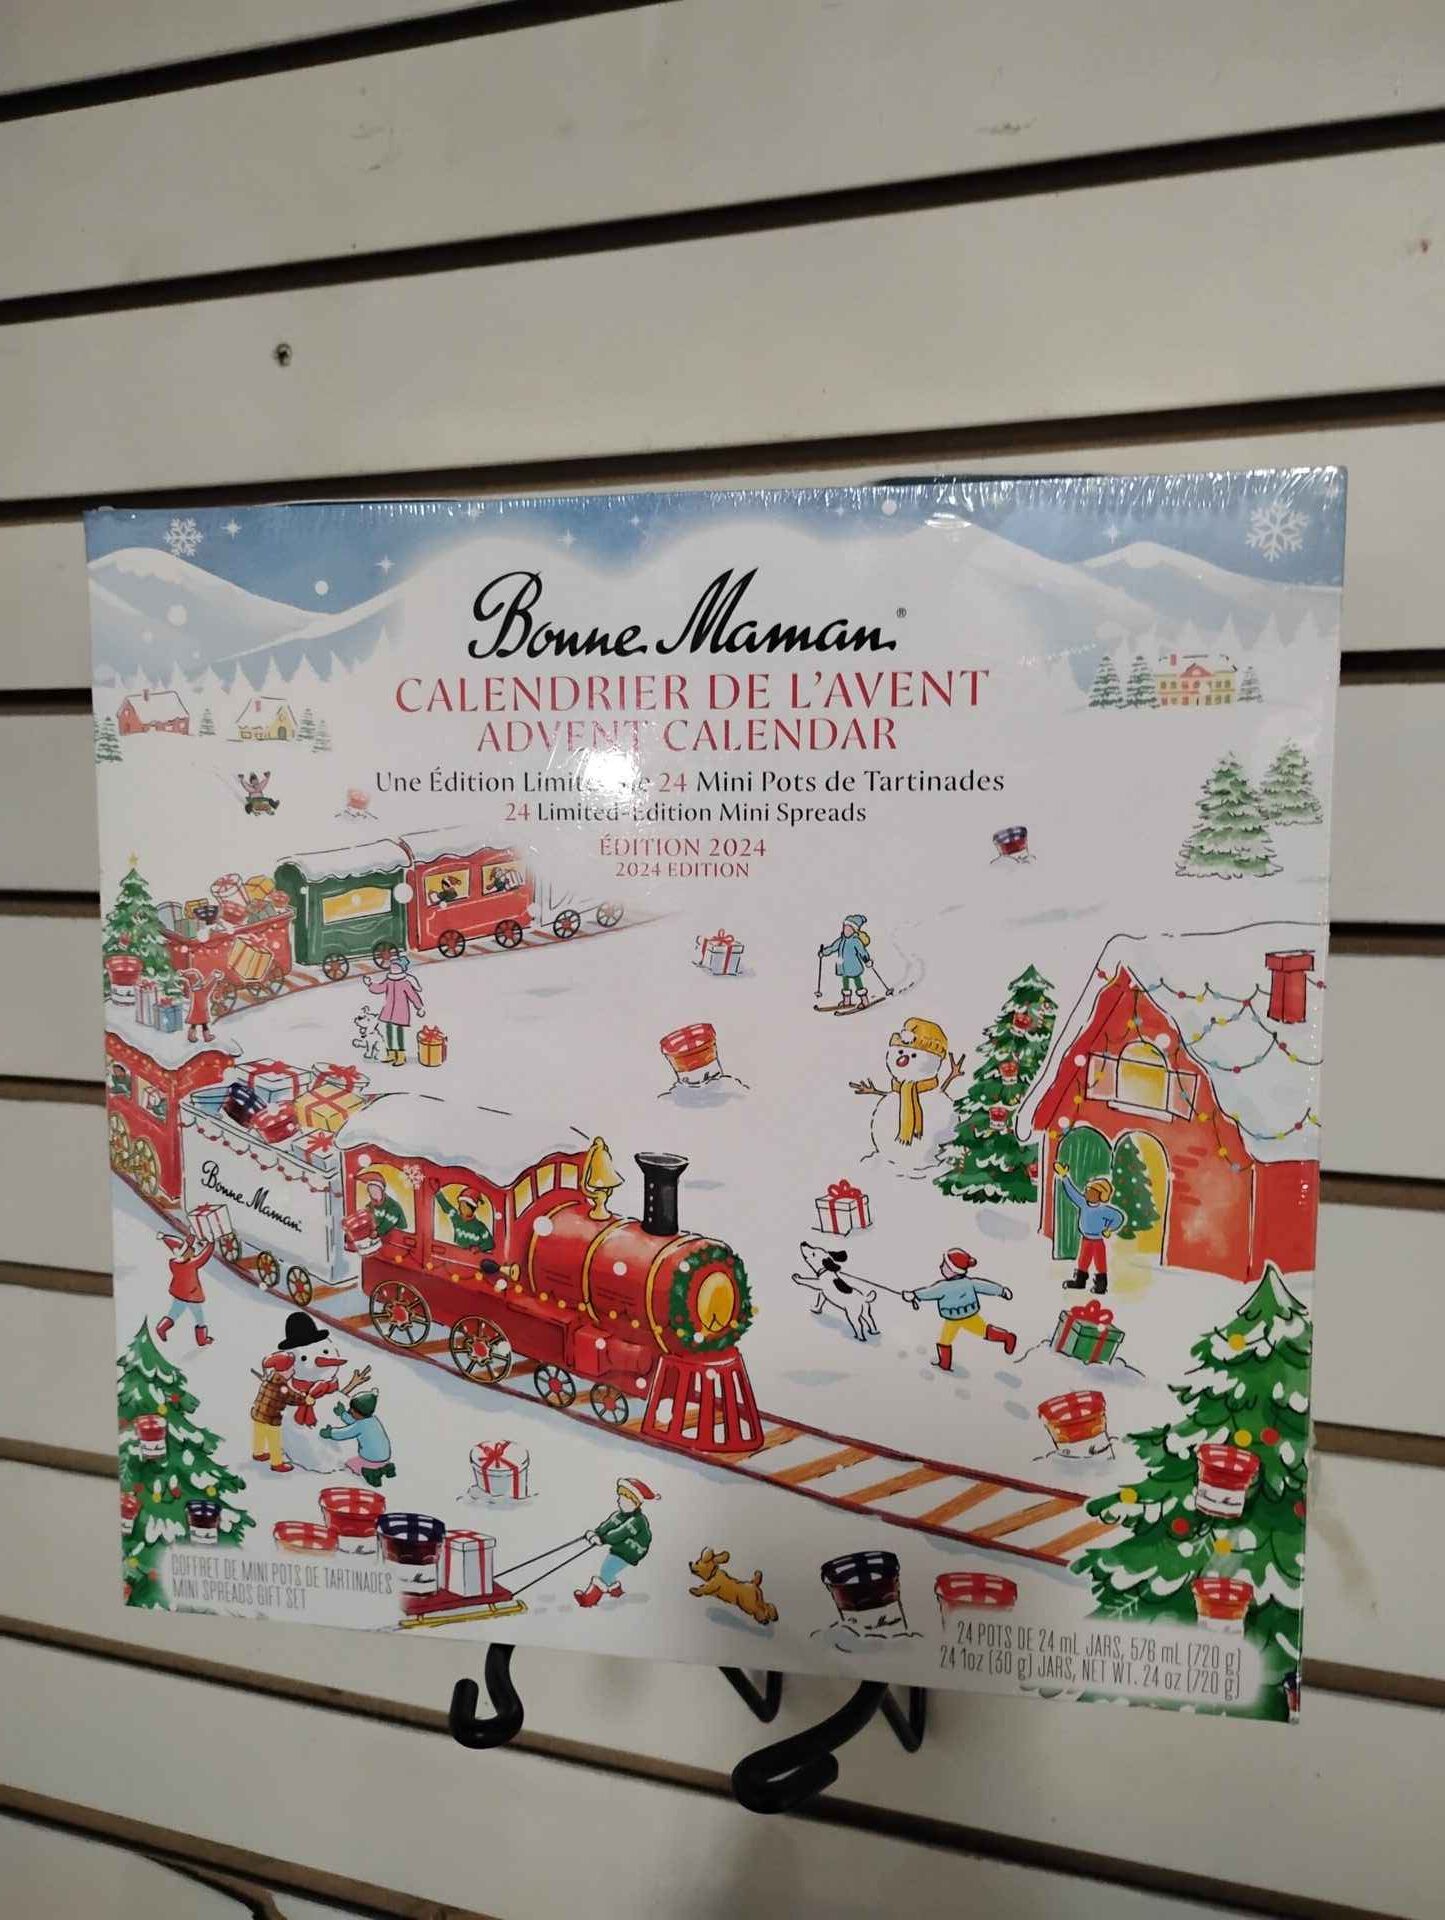 Bonne Maman®
CALENDRIER DE L'AVENT
ADVENT CALENDAR
Une Édition Limitée de 24 Mini Pots de Tartinades
24 Limited-Edition Mini Spreads
ÉDITION 2024
2024 EDITION
Bonne Maman
COFFRET DE MINI POTS DE TARTINADES
MINI SPREADS GIFT SET
24 POTS DE 24 mL JARS, 576 mL (720 g)
24 1oz (30 g) JARS, NET WT. 24 oz (720 g)